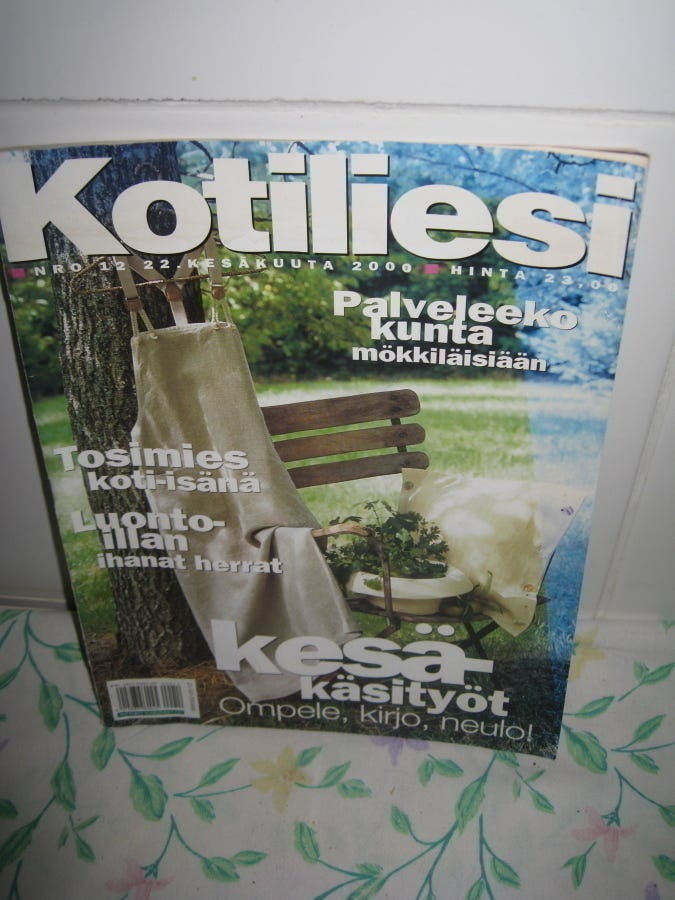 Kotiliesi
NRO 12 22. KESÄKUUTA 2000 HINTA 23,00
Palveleeko
kunta
mökkiläisiään
Tosimies
koti-isänä
Luonto-
illan
ihanat herrat
kesä-
käsityöt
Ompele, kirjo, neulo!